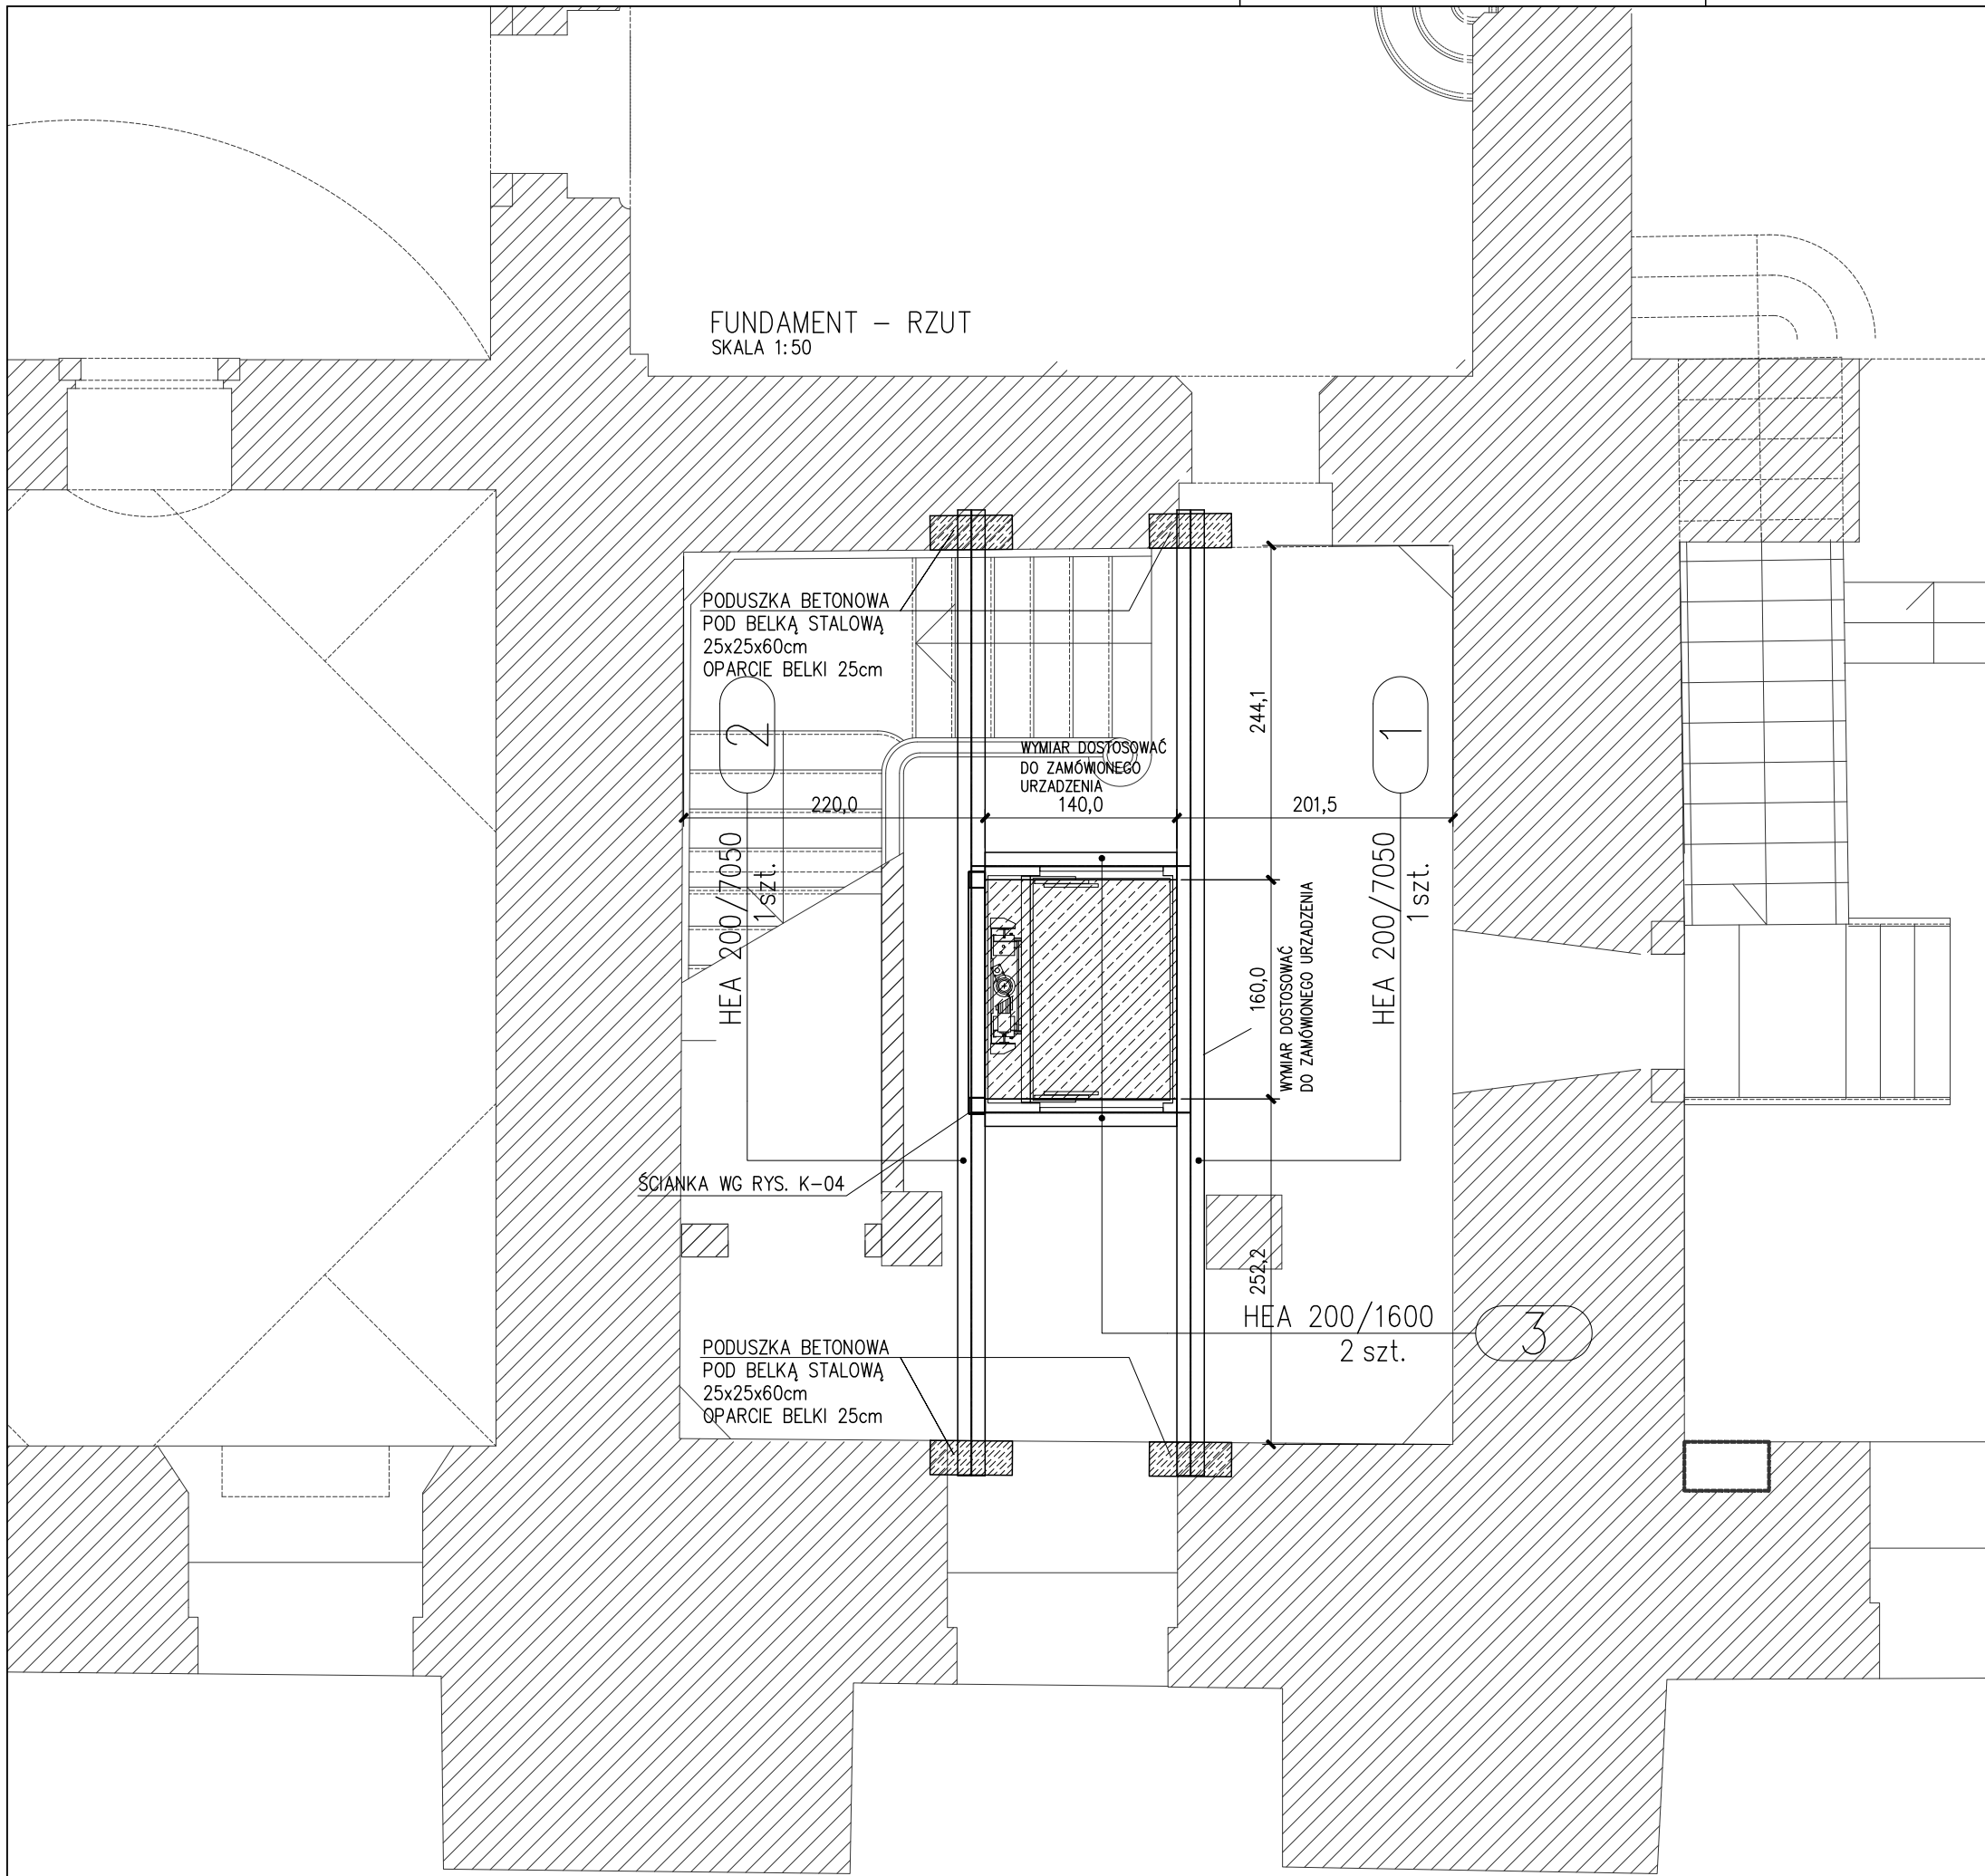 FUNDAMENT – RZUT
SKALA 1:50
PODUSZKA BETONOWA
POD BELKĄ STALOWĄ
25x25x60cm
OPARCIE BELKI 25cm
2
HEA 200/7050
1 szt.
WYMIAR DOSTOSOWAĆ
DO ZAMÓWIONEGO
URZADZENIA
220,0
140,0
201,5
244,1
1
HEA 200/7050
1 szt.
160,0
WYMIAR DOSTOSOWAĆ
DO ZAMÓWIONEGO URZADZENIA
ŚCIANKA WG RYS. K–04
252,2
HEA 200/1600
2 szt.
3
PODUSZKA BETONOWA
POD BELKĄ STALOWĄ
25x25x60cm
OPARCIE BELKI 25cm